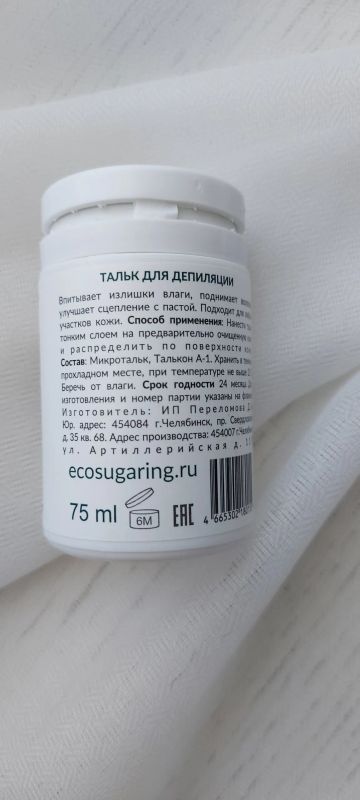 ТАЛЬК ДЛЯ ДЕПИЛЯЦИИ
Впитывает излишки влаги, поднимает
улучшает сцепление с пастой. Подходит для
участков кожи. Способ применения: Нанести
тонким слоем на предварительно очищенную
и распределить по поверхности
Состав: Микротальк, Талькон А-1. Хранить в
прохладном месте, при температуре не выше
Беречь от влаги. Срок годности 24 месяца.
изготовления и номер партии указаны на
Изготовитель: ИП Переломова
Юр. адрес: 454084 г.Челябинск, пр.
д. 35 кв. 68. Адрес производства: 454007
ул. Артиллерийская д.
ecosugaring.ru
75 ml 6M EAC
4 665302